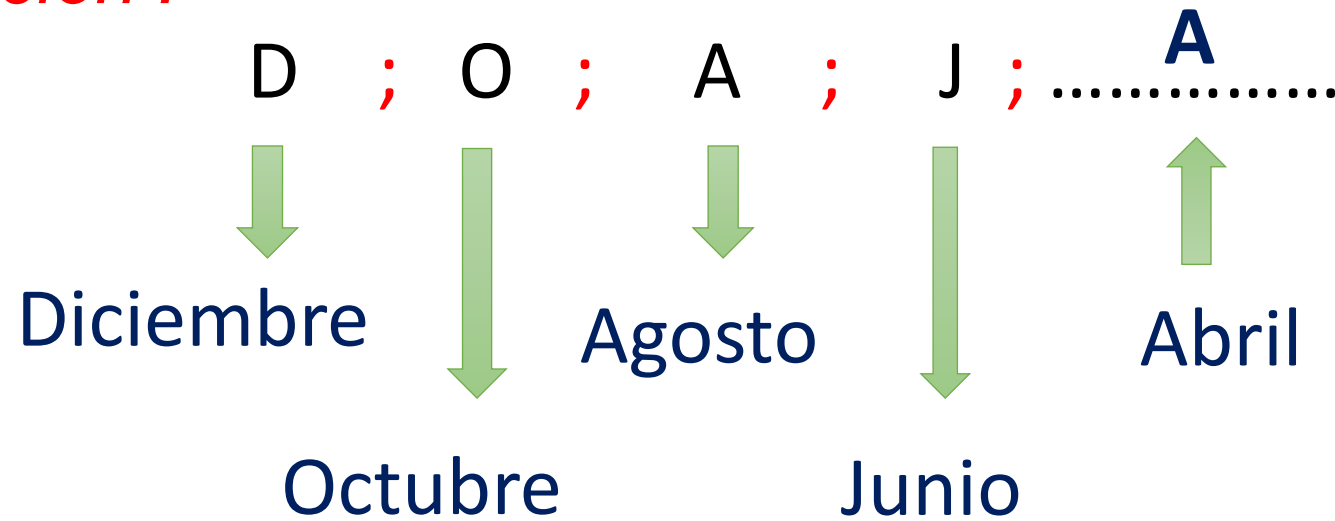 D ; O ; A ; J ; ............... A
Diciembre Agosto Abril
Octubre Junio